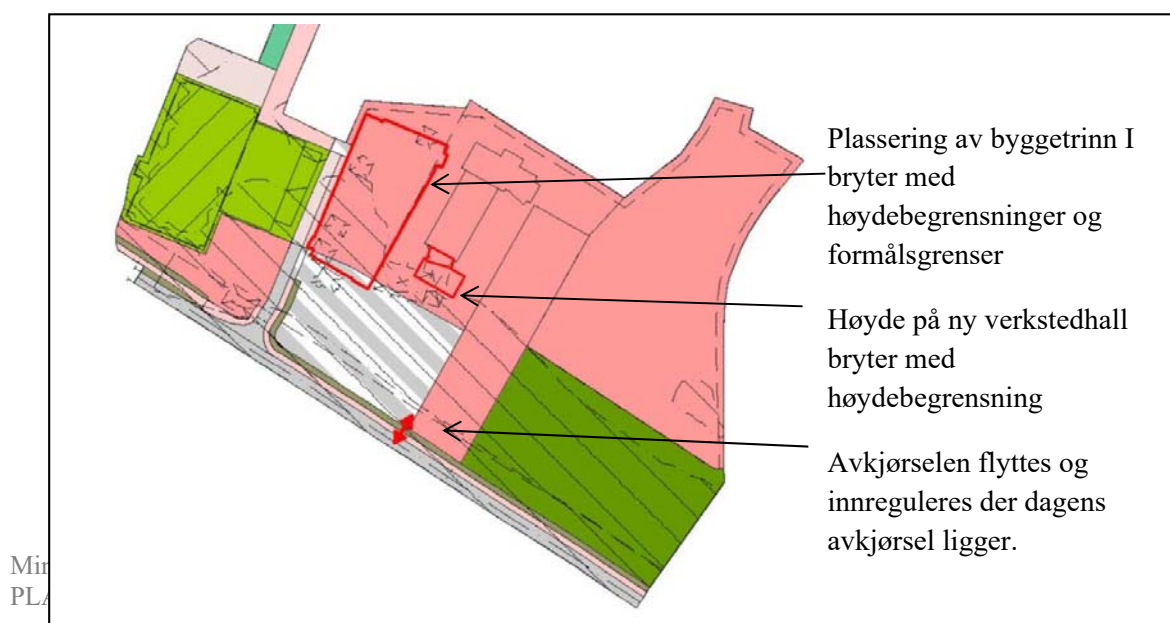 Plassering av byggetrinn I
bryter med
høydebegrensninger og
formålsgrenser
Høyde på ny verkstedhall
bryter med
høydebegrensning
Avkjørselen flyttes og
innreguleres der dagens
avkjørsel ligger.